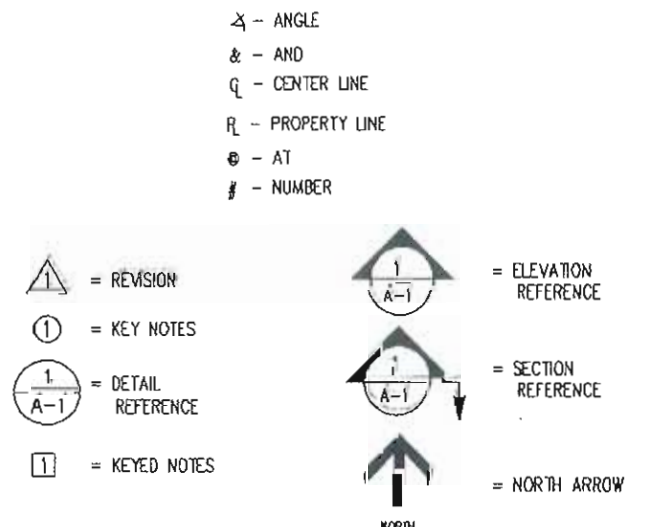 ∡ - ANGLE
& - AND
℄ - CENTER LINE
PL - PROPERTY LINE
@ - AT
# - NUMBER
1 = REVISION
1 = KEY NOTES
1 A-1 = DETAIL
REFERENCE
1 = KEYED NOTES
1 A-1 = ELEVATION
REFERENCE
1 A-1 = SECTION
REFERENCE
= NORTH ARROW
NORTH